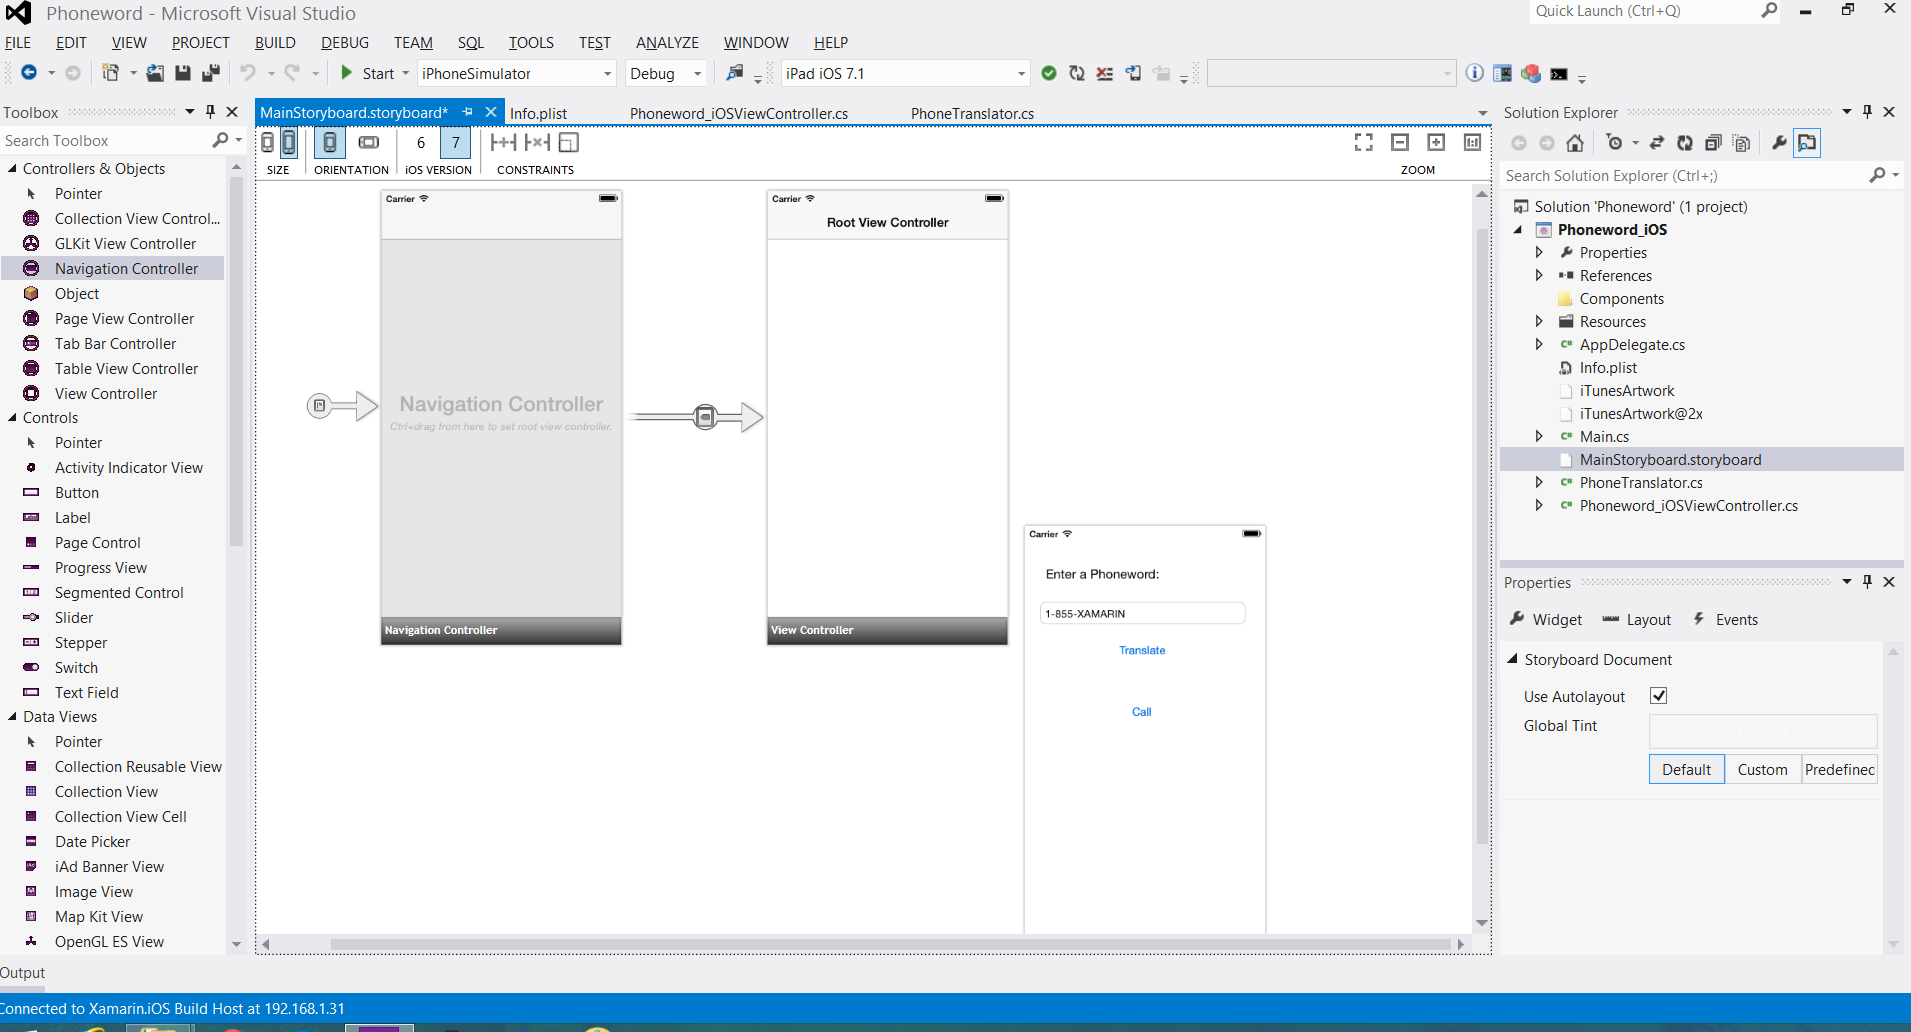 Phoneword - Microsoft Visual Studio
Quick Launch (Ctrl+Q)
FILE EDIT VIEW PROJECT BUILD DEBUG TEAM SQL TOOLS TEST ANALYZE WINDOW HELP
Start iPhoneSimulator Debug iPad iOS 7.1
Toolbox
Search Toolbox
Controllers & Objects
Pointer
Collection View Control...
GLKit View Controller
Navigation Controller
Object
Page View Controller
Tab Bar Controller
Table View Controller
View Controller
Controls
Pointer
Activity Indicator View
Button
Label
Page Control
Progress View
Segmented Control
Slider
Stepper
Switch
Text Field
Data Views
Pointer
Collection Reusable View
Collection View
Collection View Cell
Date Picker
iAd Banner View
Image View
Map Kit View
OpenGL ES View
MainStoryboard.storyboard* Info.plist Phoneword_iOSViewController.cs PhoneTranslator.cs
6 7
1:1
SIZE ORIENTATION iOS VERSION CONSTRAINTS ZOOM
Carrier
Navigation Controller
Ctrl+drag from here to set root view controller.
Navigation Controller
Carrier
Root View Controller
View Controller
Carrier
Enter a Phoneword:
1-855-XAMARIN
Translate
Call
Solution Explorer
Search Solution Explorer (Ctrl+;)
Solution 'Phoneword' (1 project)
Phoneword_iOS
Properties
References
Components
Resources
C# AppDelegate.cs
Info.plist
iTunesArtwork
iTunesArtwork@2x
C# Main.cs
MainStoryboard.storyboard
C# PhoneTranslator.cs
C# Phoneword_iOSViewController.cs
Properties
Widget Layout Events
Storyboard Document
Use Autolayout
Global Tint
Default
Default Custom Predefined
Output
Connected to Xamarin.iOS Build Host at 192.168.1.31